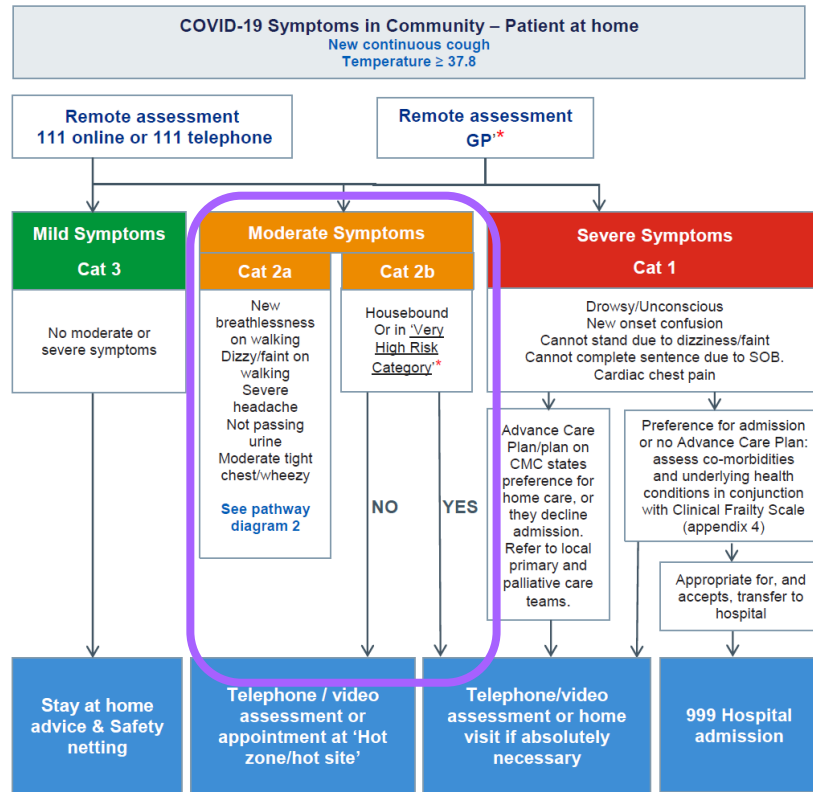 COVID-19 Symptoms in Community – Patient at home
New continuous cough
Temperature ≥ 37.8
Remote assessment
111 online or 111 telephone
Remote assessment
GP’*
Mild Symptoms
Cat 3
No moderate or
severe symptoms
Moderate Symptoms
Cat 2a
New
breathlessness
on walking
Dizzy/faint on
walking
Severe
headache
Not passing
urine
Moderate tight
chest/wheezy
See pathway
diagram 2
Cat 2b
Housebound
Or in ‘Very
High Risk
Category’*
NO
YES
Severe Symptoms
Cat 1
Drowsy/Unconscious
New onset confusion
Cannot stand due to dizziness/faint
Cannot complete sentence due to SOB.
Cardiac chest pain
Advance Care
Plan/plan on
CMC states
preference for
home care, or
they decline
admission.
Refer to local
primary and
palliative care
teams.
Preference for admission
or no Advance Care Plan:
assess co-morbidities
and underlying health
conditions in conjunction
with Clinical Frailty Scale
(appendix 4)
Appropriate for, and
accepts, transfer to
hospital
Stay at home
advice & Safety
netting
Telephone / video
assessment or
appointment at ‘Hot
zone/hot site’
Telephone/video
assessment or home
visit if absolutely
necessary
999 Hospital
admission